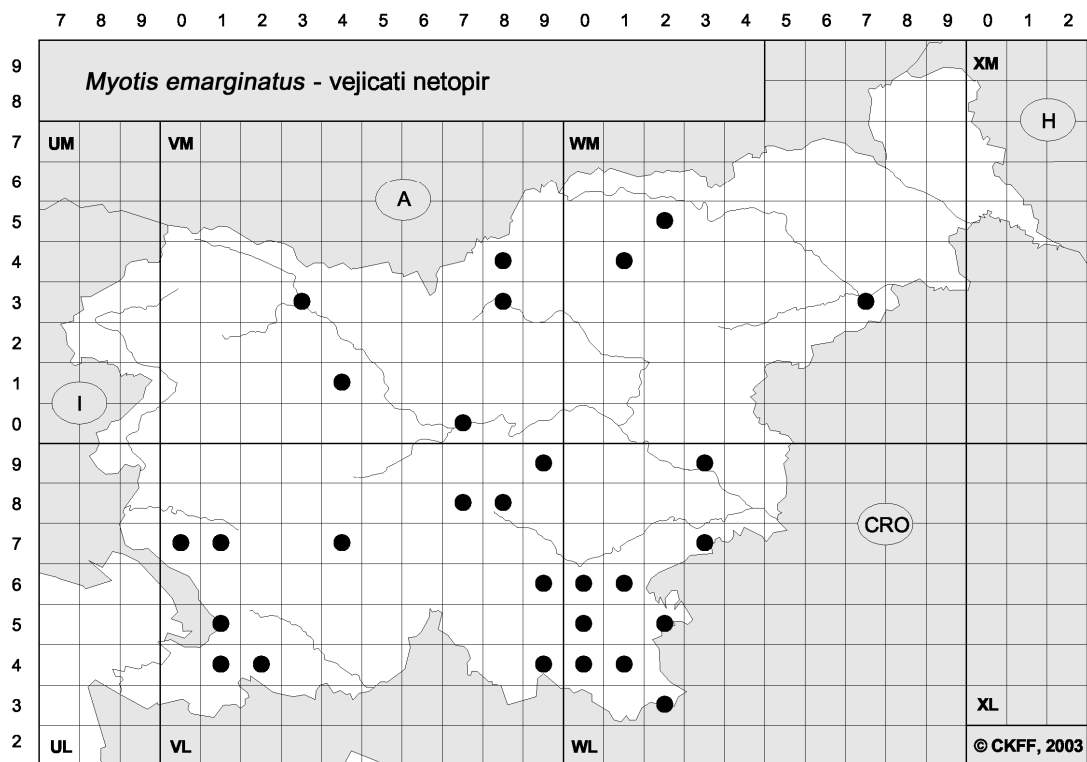 7 8 9 0 1 2 3 4 5 6 7 8 9 0 1 2 3 4 5 6 7 8 9 0 1 2
9 XM
Myotis emarginatus - vejicati netopir
8
H
7 UM VM WM
6
A
5
4
3
2
1
I
0
9
8
CRO
7
6
5
4
3 XL
2 UL VL WL © CKFF, 2003